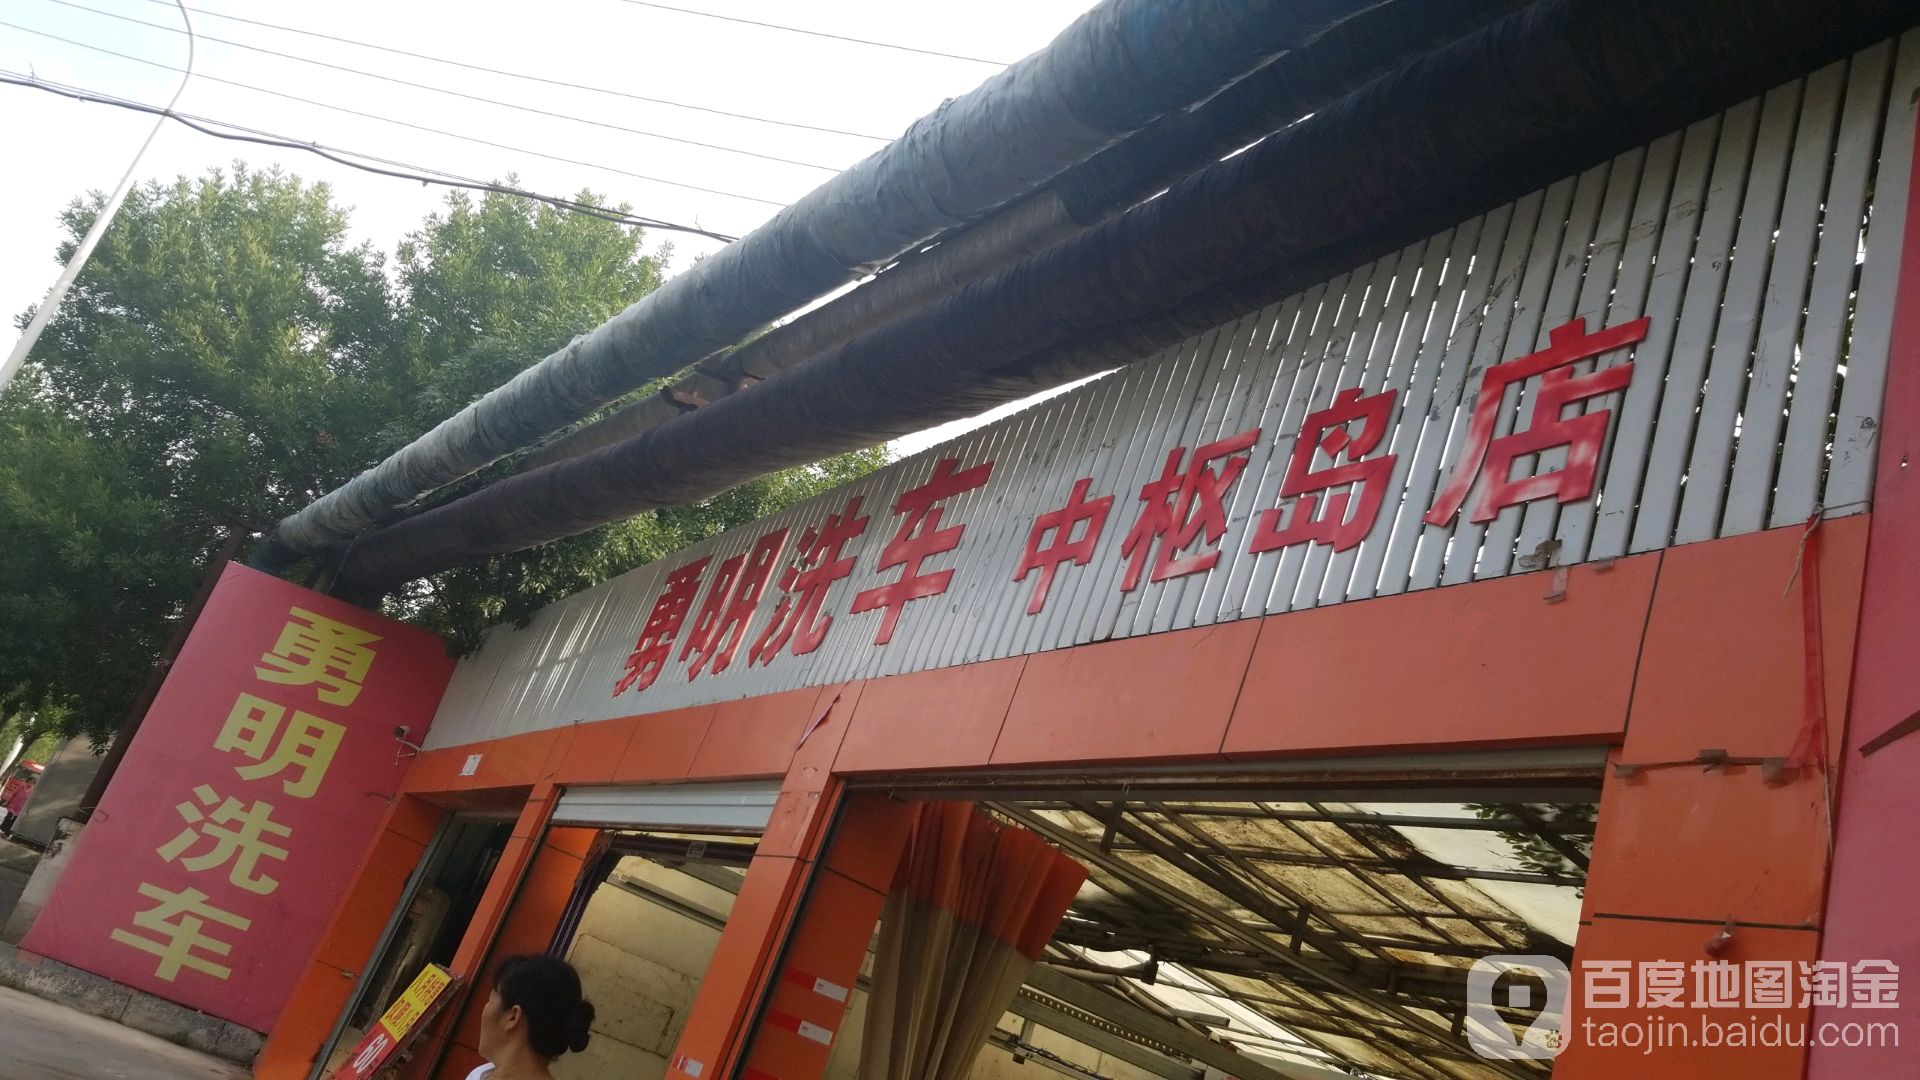 勇明洗车 中枢岛店
勇明洗车
百度地图淘金
taojin.baidu.com